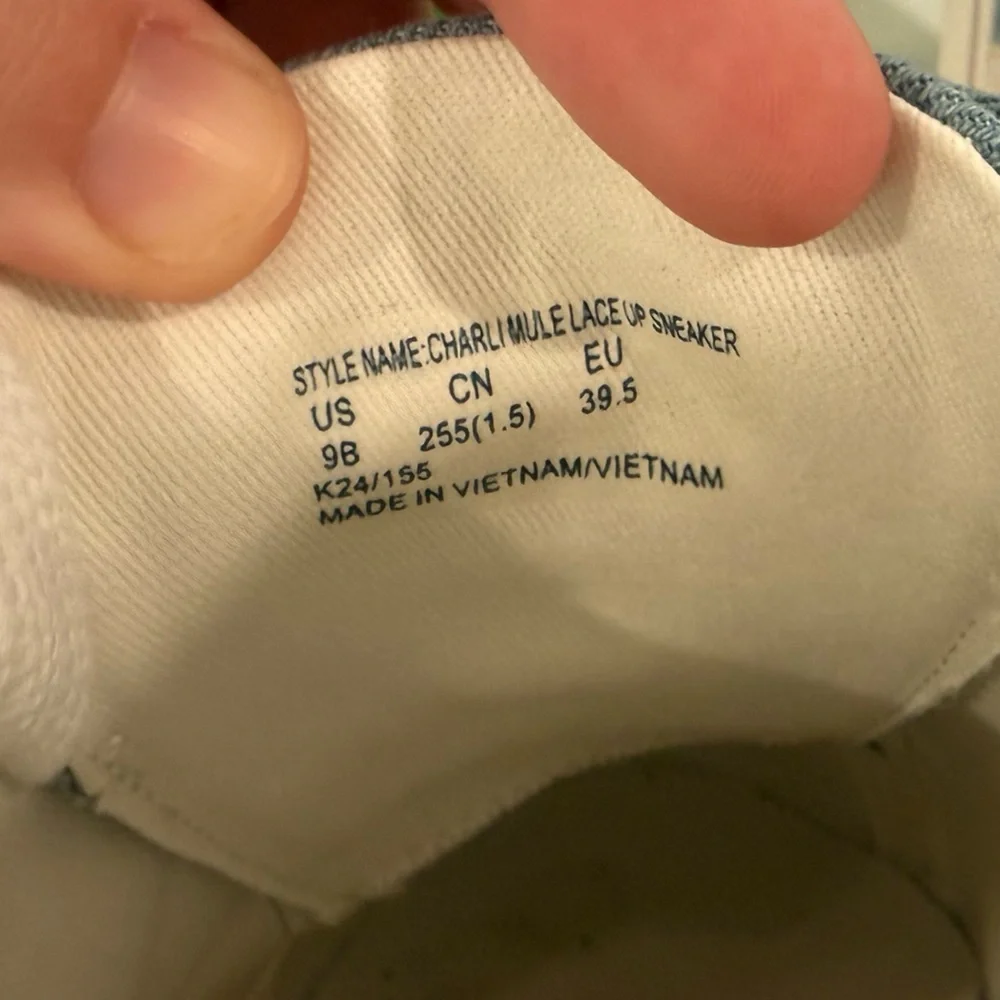 STYLE NAME:CHARLI MULE LACE UP SNEAKER
US CN EU
9B 255(1.5) 39.5
K24/155
MADE IN VIETNAM/VIETNAM